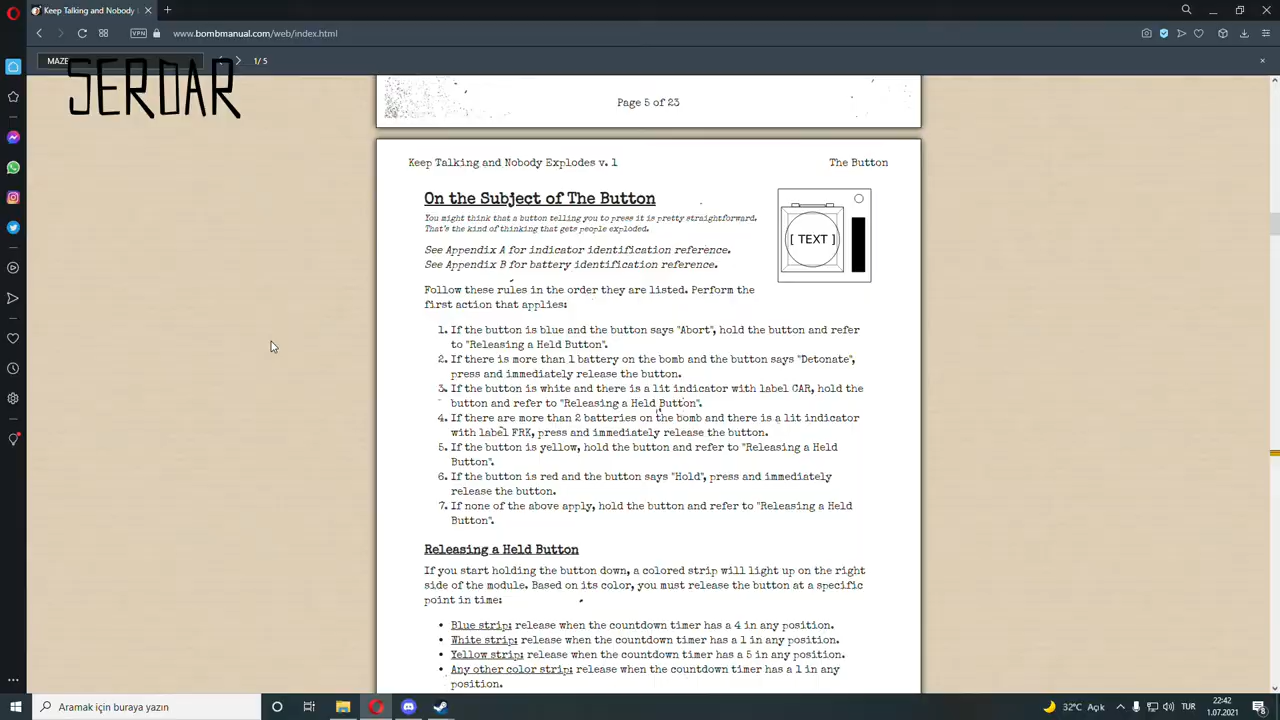 Keep Talking and Nobody
www.bombmanual.com/web/index.html
VPN
MAZE
1/5
SERDAR
Page 5 of 23
Keep Talking and Nobody Explodes v. 1
The Button
On the Subject of The Button
You might think that a button telling you to press it is pretty straightforward.
That's the kind of thinking that gets people exploded.
See Appendix A for indicator identification reference.
See Appendix B for battery identification reference.
[ TEXT ]
Follow these rules in the order they are listed. Perform the
first action that applies:
1. If the button is blue and the button says "Abort", hold the button and refer
to "Releasing a Held Button".
2. If there is more than 1 battery on the bomb and the button says "Detonate",
press and immediately release the button.
3. If the button is white and there is a lit indicator with label CAR, hold the
button and refer to "Releasing a Held Button".
4. If there are more than 2 batteries on the bomb and there is a lit indicator
with label FRK, press and immediately release the button.
5. If the button is yellow, hold the button and refer to "Releasing a Held
Button".
6. If the button is red and the button says "Hold", press and immediately
release the button.
7. If none of the above apply, hold the button and refer to "Releasing a Held
Button".
Releasing a Held Button
If you start holding the button down, a colored strip will light up on the right
side of the module. Based on its color, you must release the button at a specific
point in time:
• Blue strip: release when the countdown timer has a 4 in any position.
• White strip: release when the countdown timer has a 1 in any position.
• Yellow strip: release when the countdown timer has a 5 in any position.
• Any other color strip: release when the countdown timer has a 1 in any
position.
Aramak için buraya yazın
32°C Açık
TUR
22:42
1.07.2021
8